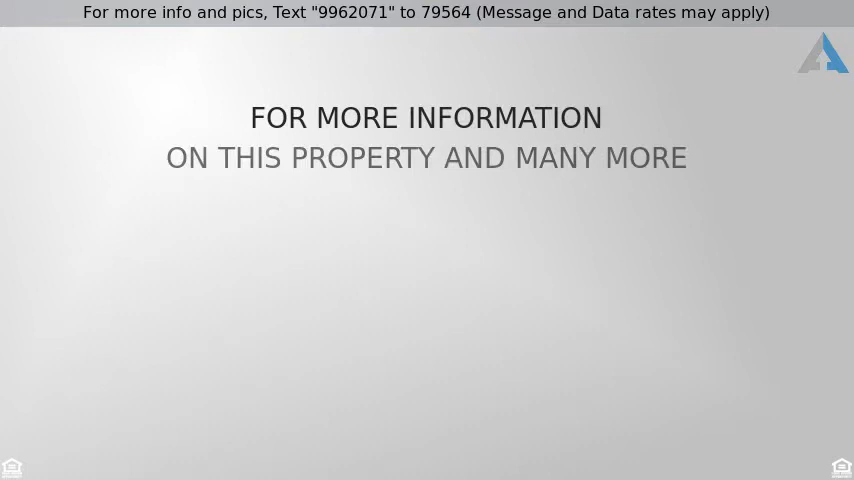 For more info and pics, Text "9962071" to 79564 (Message and Data rates may apply)
FOR MORE INFORMATION
ON THIS PROPERTY AND MANY MORE